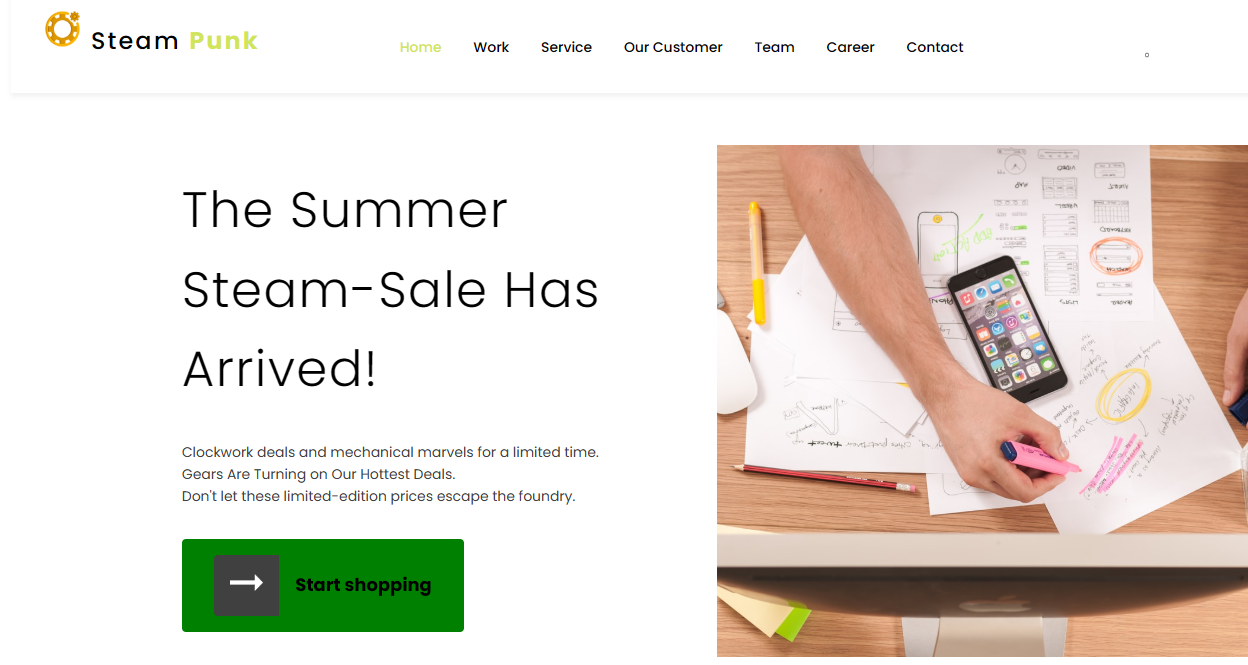 Steam Punk
Home Work Service Our Customer Team Career Contact
The Summer
Steam-Sale Has
Arrived!
Clockwork deals and mechanical marvels for a limited time.
Gears Are Turning on Our Hottest Deals.
Don't let these limited-edition prices escape the foundry.
Start shopping